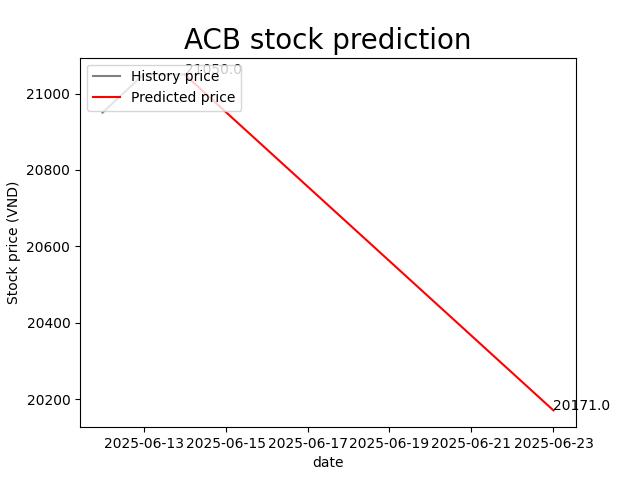 ACB stock prediction
21050.0
History price
Predicted price
21000
20800
20600
20400
20200
Stock price (VND)
20171.0
2025-06-13 2025-06-15 2025-06-17 2025-06-19 2025-06-21 2025-06-23
date